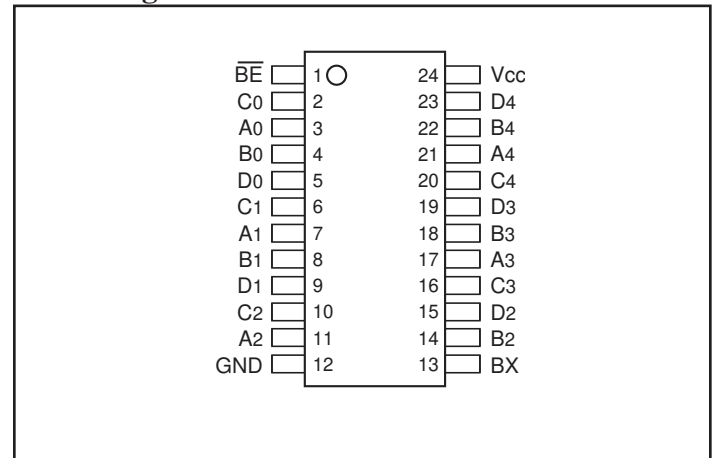 B̅E̅ 1 24 Vcc
C0 2 23 D4
A0 3 22 B4
B0 4 21 A4
D0 5 20 C4
C1 6 19 D3
A1 7 18 B3
B1 8 17 A3
D1 9 16 C3
C2 10 15 D2
A2 11 14 B2
GND 12 13 BX